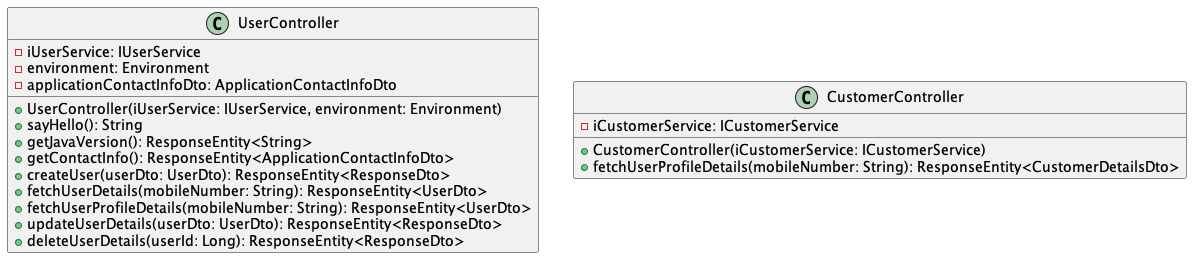 C UserController
iUserService: IUserService
environment: Environment
applicationContactInfoDto: ApplicationContactInfoDto
UserController(iUserService: IUserService, environment: Environment)
sayHello(): String
getJavaVersion(): ResponseEntity<String>
getContactInfo(): ResponseEntity<ApplicationContactInfoDto>
createUser(userDto: UserDto): ResponseEntity<ResponseDto>
fetchUserDetails(mobileNumber: String): ResponseEntity<UserDto>
fetchUserProfileDetails(mobileNumber: String): ResponseEntity<UserDto>
updateUserDetails(userDto: UserDto): ResponseEntity<ResponseDto>
deleteUserDetails(userId: Long): ResponseEntity<ResponseDto>
C CustomerController
iCustomerService: ICustomerService
CustomerController(iCustomerService: ICustomerService)
fetchUserProfileDetails(mobileNumber: String): ResponseEntity<CustomerDetailsDto>